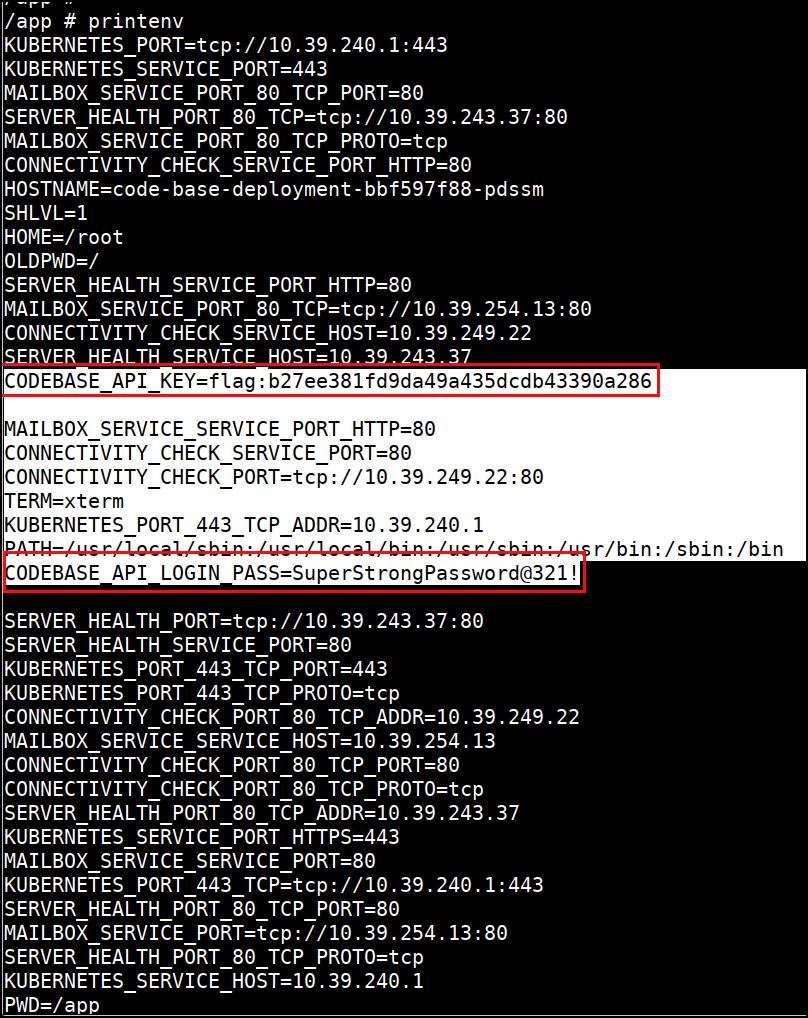 /app # printenv
KUBERNETES_PORT=tcp://10.39.240.1:443
KUBERNETES_SERVICE_PORT=443
MAILBOX_SERVICE_PORT_80_TCP_PORT=80
SERVER_HEALTH_PORT_80_TCP=tcp://10.39.243.37:80
MAILBOX_SERVICE_PORT_80_TCP_PROTO=tcp
CONNECTIVITY_CHECK_SERVICE_PORT_HTTP=80
HOSTNAME=code-base-deployment-bbf597f88-pdssm
SHLVL=1
HOME=/root
OLDPWD=/
SERVER_HEALTH_SERVICE_PORT_HTTP=80
MAILBOX_SERVICE_PORT_80_TCP=tcp://10.39.254.13:80
CONNECTIVITY_CHECK_SERVICE_HOST=10.39.249.22
SERVER_HEALTH_SERVICE_HOST=10.39.243.37
CODEBASE_API_KEY=flag:b27ee381fd9da49a435dcdb43390a286
MAILBOX_SERVICE_SERVICE_PORT_HTTP=80
CONNECTIVITY_CHECK_SERVICE_PORT=80
CONNECTIVITY_CHECK_PORT=tcp://10.39.249.22:80
TERM=xterm
KUBERNETES_PORT_443_TCP_ADDR=10.39.240.1
PATH=/usr/local/sbin:/usr/local/bin:/usr/sbin:/usr/bin:/sbin:/bin
CODEBASE_API_LOGIN_PASS=SuperStrongPassword@321!
SERVER_HEALTH_PORT=tcp://10.39.243.37:80
SERVER_HEALTH_SERVICE_PORT=80
KUBERNETES_PORT_443_TCP_PORT=443
KUBERNETES_PORT_443_TCP_PROTO=tcp
CONNECTIVITY_CHECK_PORT_80_TCP_ADDR=10.39.249.22
MAILBOX_SERVICE_SERVICE_HOST=10.39.254.13
CONNECTIVITY_CHECK_PORT_80_TCP_PORT=80
CONNECTIVITY_CHECK_PORT_80_TCP_PROTO=tcp
SERVER_HEALTH_PORT_80_TCP_ADDR=10.39.243.37
KUBERNETES_SERVICE_PORT_HTTPS=443
MAILBOX_SERVICE_SERVICE_PORT=80
KUBERNETES_PORT_443_TCP=tcp://10.39.240.1:443
SERVER_HEALTH_PORT_80_TCP_PORT=80
MAILBOX_SERVICE_PORT=tcp://10.39.254.13:80
SERVER_HEALTH_PORT_80_TCP_PROTO=tcp
KUBERNETES_SERVICE_HOST=10.39.240.1
PWD=/app